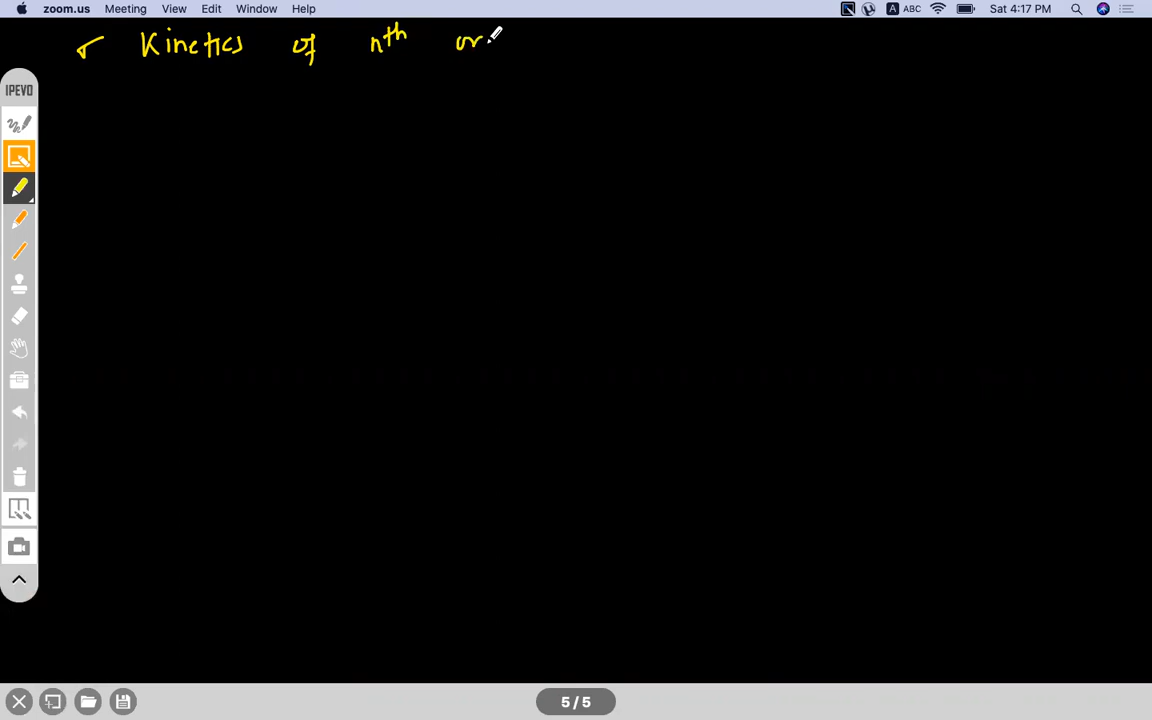 zoom.us Meeting View Edit Window Help A ABC Sat 4:17 PM
Kinetics of nth or
IPEVO
5 / 5